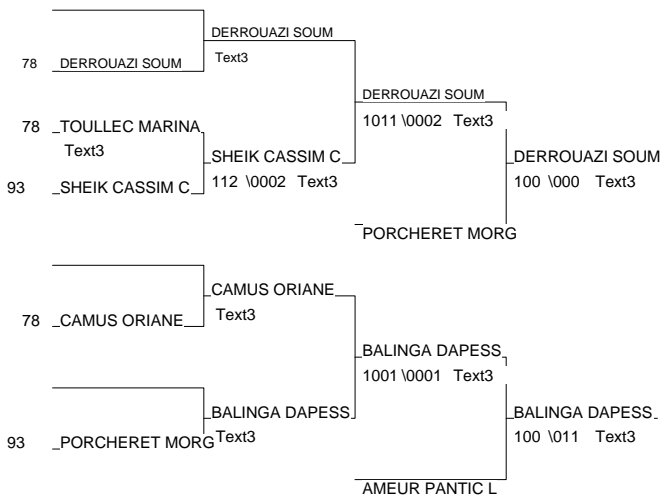 DERROUAZI SOUM
78 DERROUAZI SOUM Text3
DERROUAZI SOUM
78 TOULLEC MARINA 1011 \0002 Text3
Text3 SHEIK CASSIM C DERROUAZI SOUM
93 SHEIK CASSIM C 112 \0002 Text3 100 \000 Text3
PORCHERET MORG
CAMUS ORIANE
78 CAMUS ORIANE Text3
BALINGA DAPESS
1001 \0001 Text3
BALINGA DAPESS BALINGA DAPESS
93 PORCHERET MORG Text3 100 \011 Text3
AMEUR PANTIC L